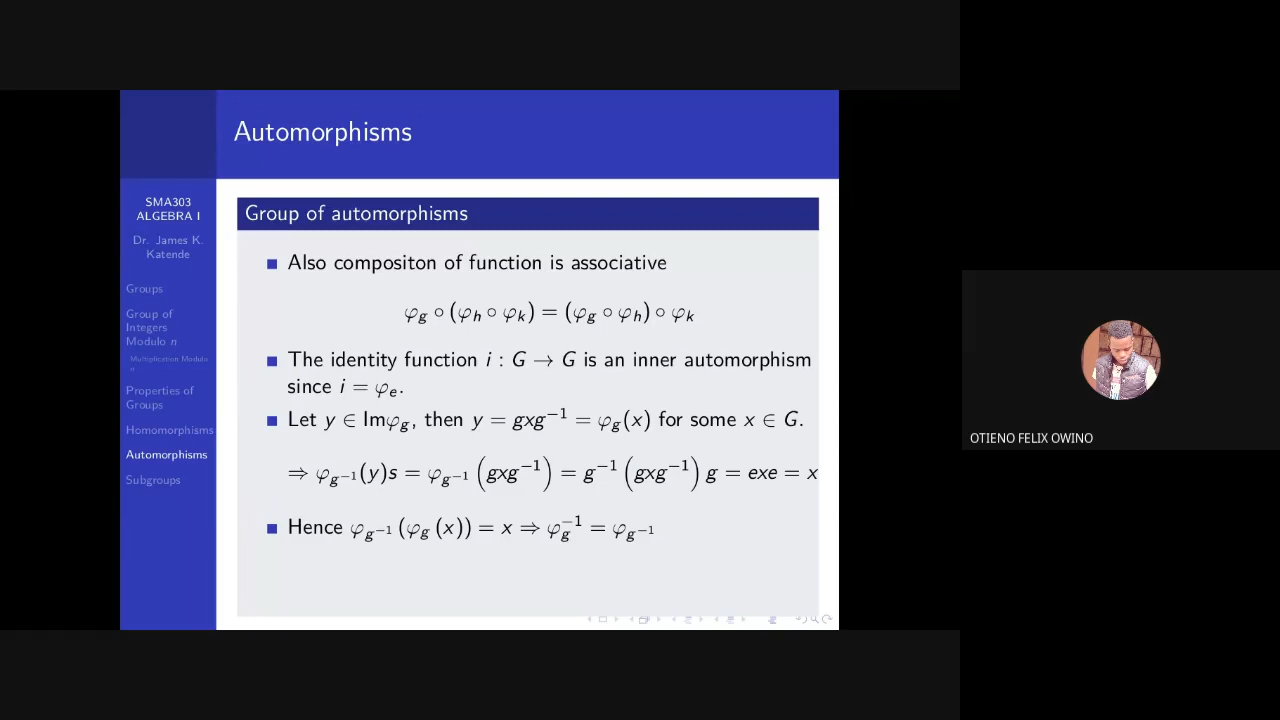 Automorphisms
SMA303
ALGEBRA I
Dr. James K.
Katende
Groups
Group of
Integers
Modulo n
Multiplication Modulo
n
Properties of
Groups
Homomorphisms
Automorphisms
Subgroups
Group of automorphisms
Also compositon of function is associative
φ_g ∘ (φ_h ∘ φ_k) = (φ_g ∘ φ_h) ∘ φ_k
The identity function i : G → G is an inner automorphism
since i = φ_e.
Let y ∈ Imφ_g, then y = gxg⁻¹ = φ_g(x) for some x ∈ G.
⇒ φ_{g⁻¹}(y)s = φ_{g⁻¹} (gxg⁻¹) = g⁻¹ (gxg⁻¹) g = exe = x
Hence φ_{g⁻¹} (φ_g (x)) = x ⇒ φ_g⁻¹ = φ_{g⁻¹}
OTIENO FELIX OWINO